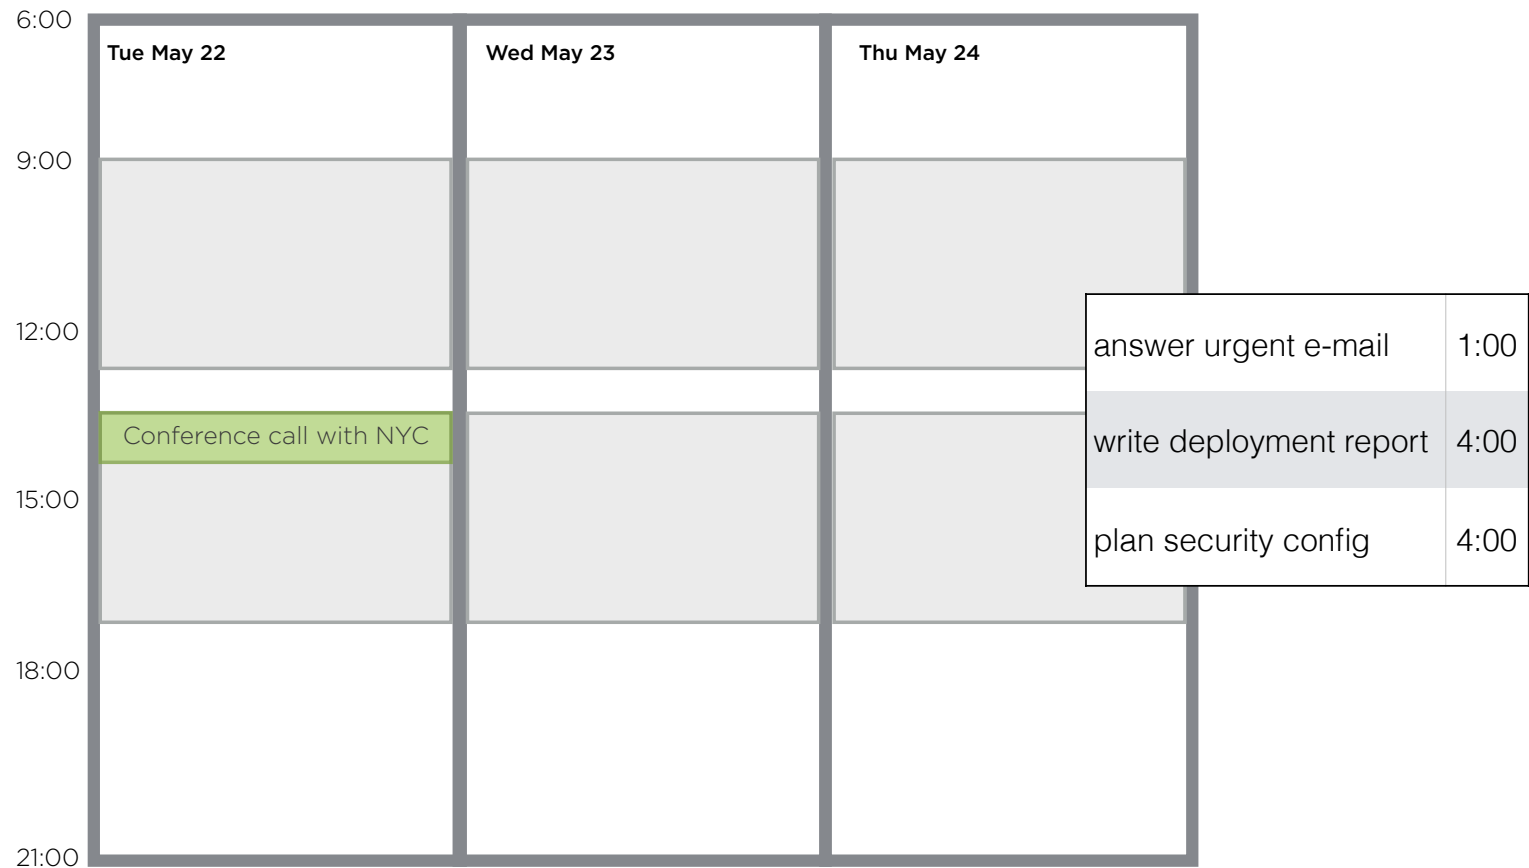 6:00
Tue May 22
Wed May 23
Thu May 24
9:00
12:00
answer urgent e-mail 1:00
Conference call with NYC
write deployment report 4:00
15:00
plan security config 4:00
18:00
21:00